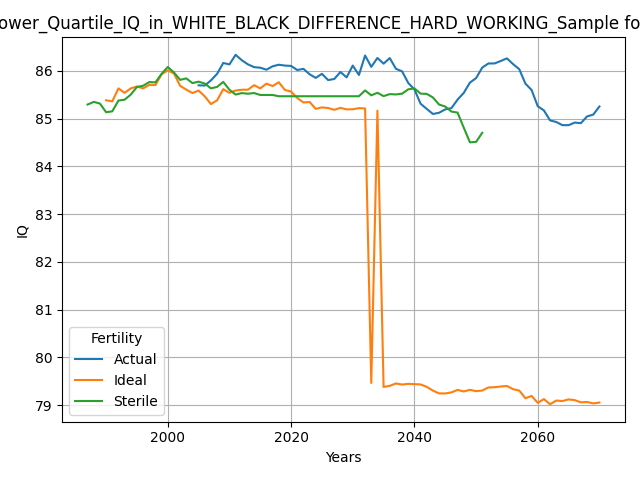 ower_Quartile_IQ_in_WHITE_BLACK_DIFFERENCE_HARD_WORKING_Sample fo
86
85
84
83
82
81
80
79
IQ
Fertility
Actual
Ideal
Sterile
2000 2020 2040 2060
Years